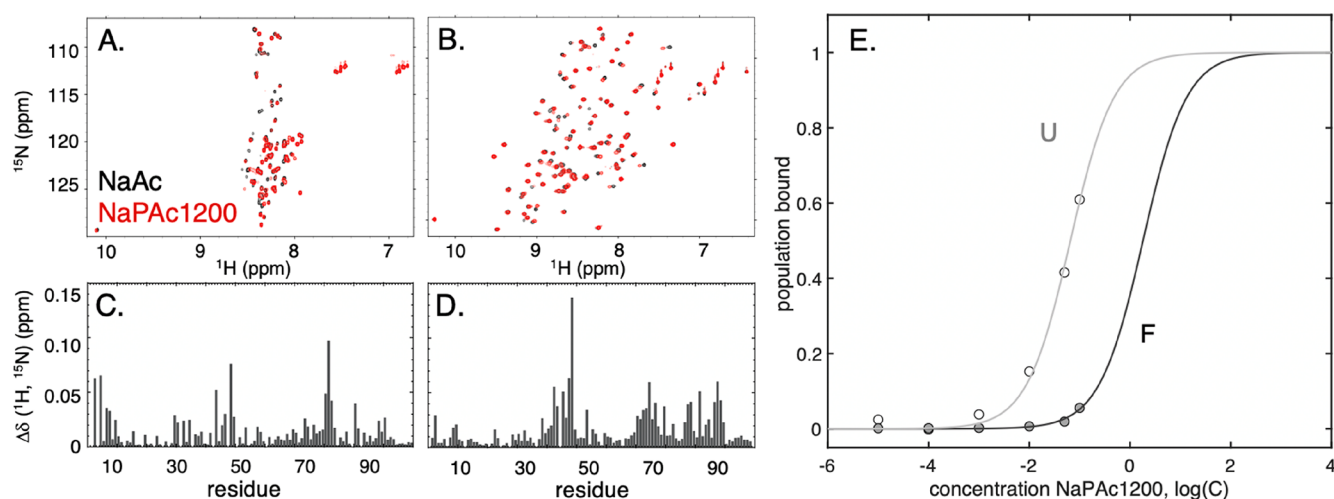 A.
B.
E.
110
115
120
125
¹⁵N (ppm)
NaAc
NaPAc1200
10 9 8 7
¹H (ppm)
10 9 8 7
¹H (ppm)
C.
D.
0.15
0.10
0.05
0
Δδ (¹H, ¹⁵N) (ppm)
10 30 50 70 90
residue
10 30 50 70 90
residue
1
0.8
0.6
0.4
0.2
0
population bound
U
F
-6 -4 -2 0 2 4
concentration NaPAc1200, log(C)